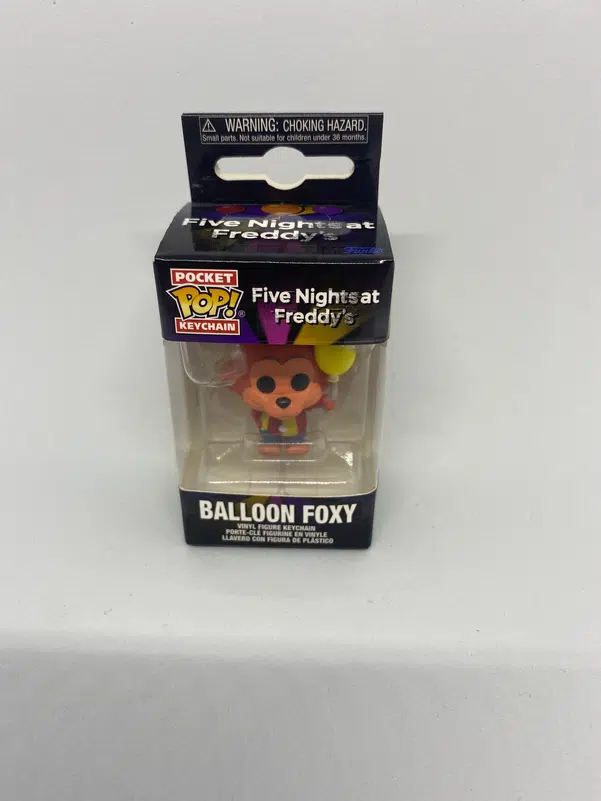 WARNING: CHOKING HAZARD.
Small parts. Not suitable for children under 36 months.
Five Nights at
Freddy's
Funko
POCKET
POP!®
KEYCHAIN
Five Nights at
Freddy's
BALLOON FOXY
VINYL FIGURE KEYCHAIN
PORTE-CLÉ FIGURINE EN VINYLE
LLAVERO CON FIGURA DE PLÁSTICO